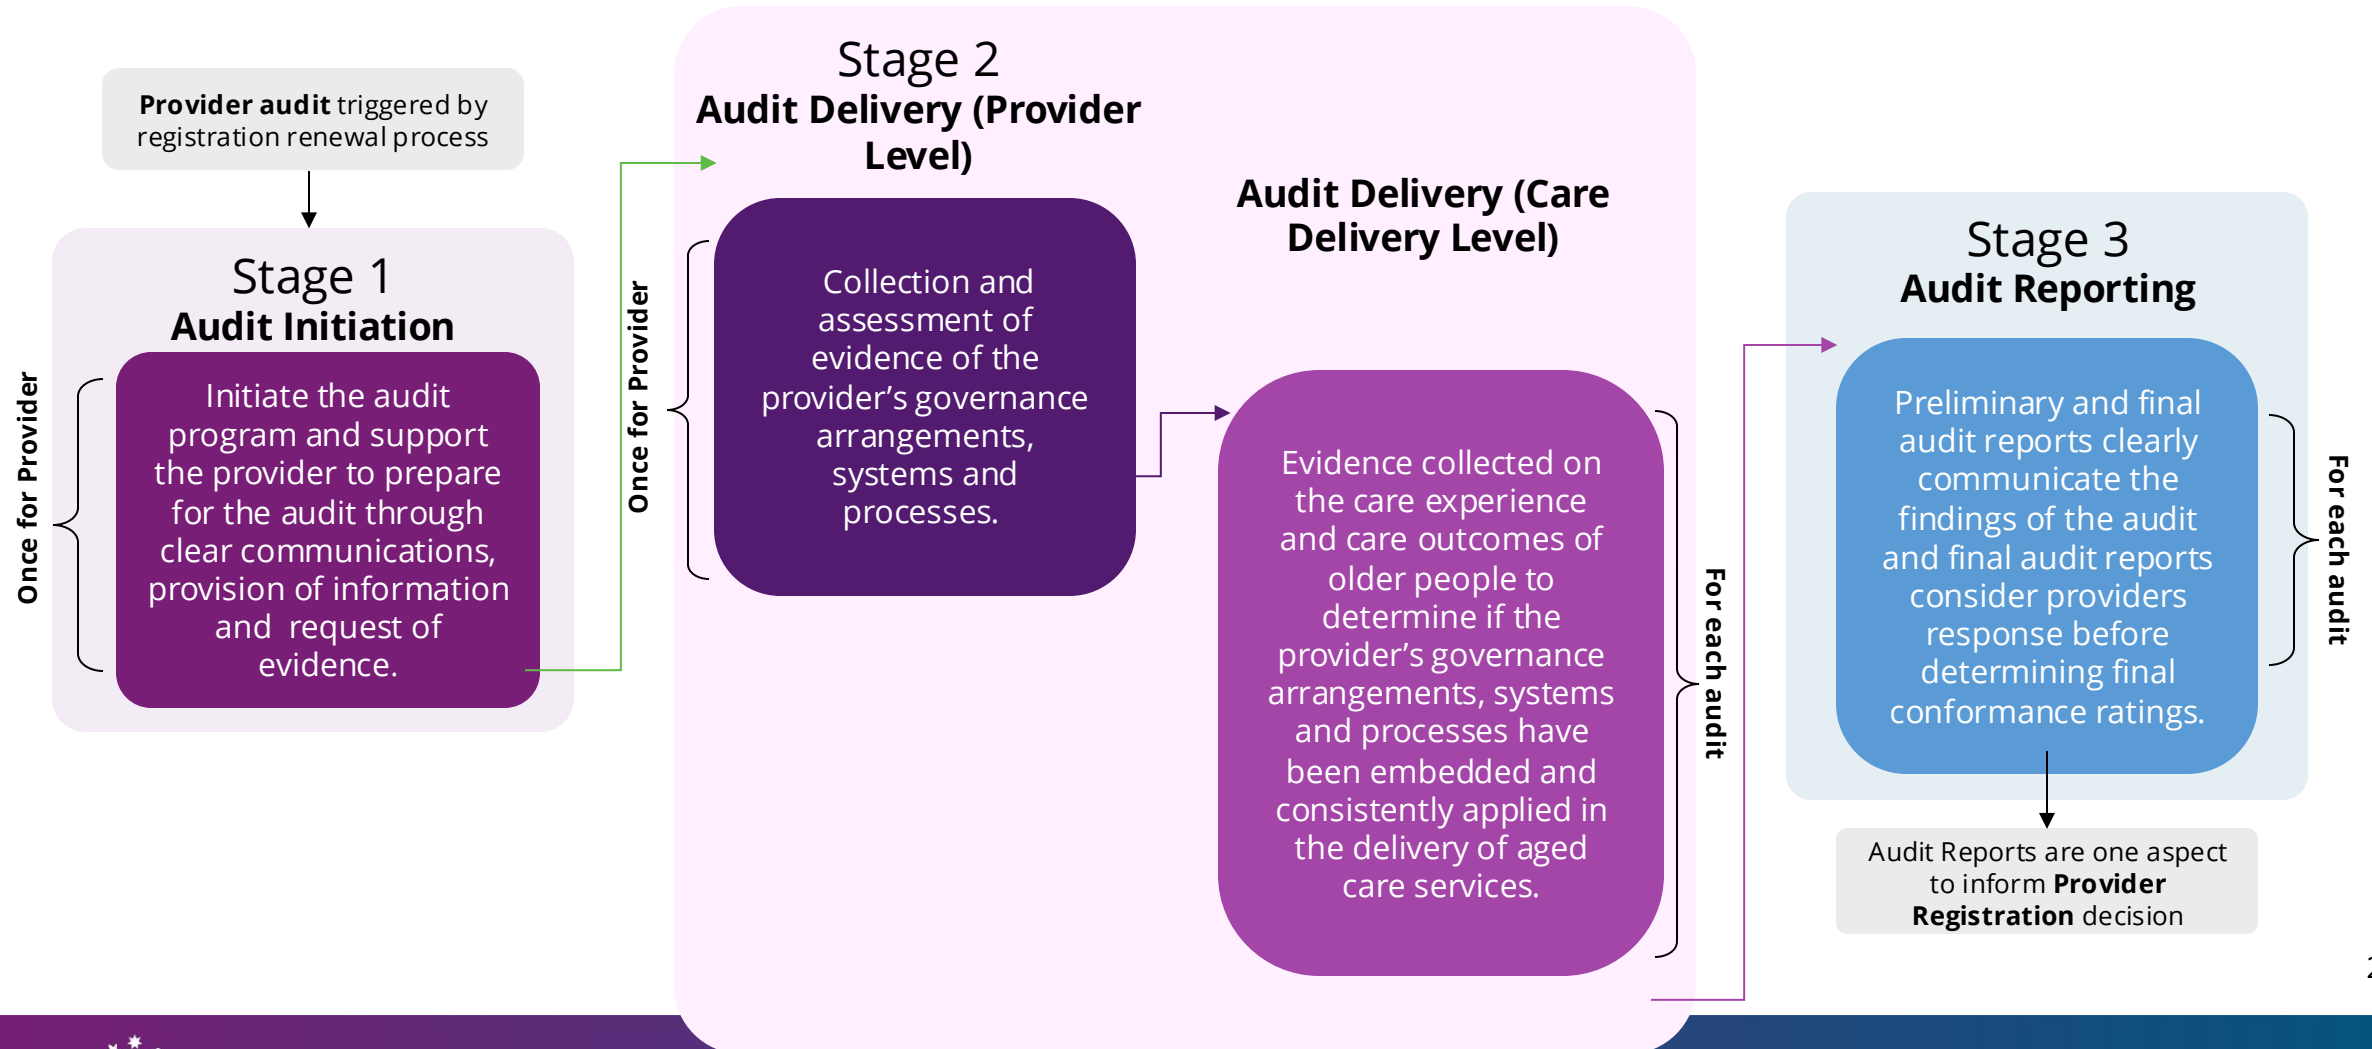 Provider audit triggered by
registration renewal process
Stage 1
Audit Initiation
Once for Provider
Initiate the audit
program and support
the provider to prepare
for the audit through
clear communications,
provision of information
and request of
evidence.
Stage 2
Audit Delivery (Provider
Level)
Once for Provider
Collection and
assessment of
evidence of the
provider’s governance
arrangements,
systems and
processes.
Audit Delivery (Care
Delivery Level)
Evidence collected on
the care experience
and care outcomes of
older people to
determine if the
provider’s governance
arrangements, systems
and processes have
been embedded and
consistently applied in
the delivery of aged
care services.
For each audit
Stage 3
Audit Reporting
Preliminary and final
audit reports clearly
communicate the
findings of the audit
and final audit reports
consider providers
response before
determining final
conformance ratings.
For each audit
Audit Reports are one aspect
to inform Provider
Registration decision